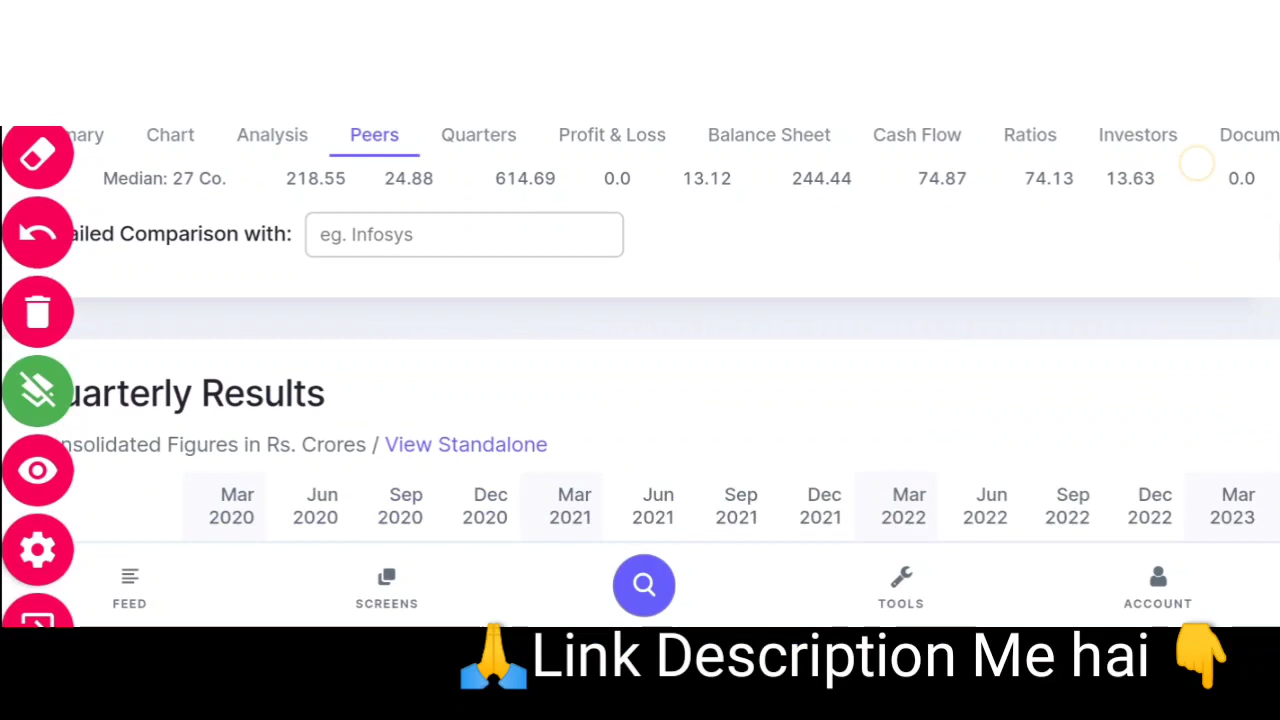 nary Chart Analysis Peers Quarters Profit & Loss Balance Sheet Cash Flow Ratios Investors Docum
Median: 27 Co. 218.55 24.88 614.69 0.0 13.12 244.44 74.87 74.13 13.63 0.0
ailed Comparison with: eg. Infosys
uarterly Results
nsolidated Figures in Rs. Crores / View Standalone
Mar Jun Sep Dec Mar Jun Sep Dec Mar Jun Sep Dec Mar
2020 2020 2020 2020 2021 2021 2021 2021 2022 2022 2022 2022 2023
FEED SCREENS TOOLS ACCOUNT
🙏Link Description Me hai 👇